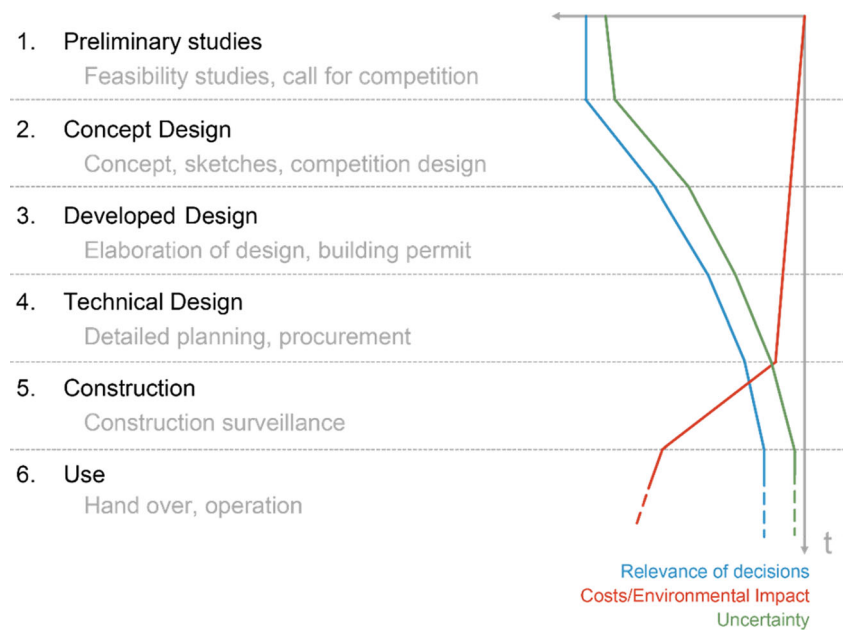 1. Preliminary studies
Feasibility studies, call for competition
2. Concept Design
Concept, sketches, competition design
3. Developed Design
Elaboration of design, building permit
4. Technical Design
Detailed planning, procurement
5. Construction
Construction surveillance
6. Use
Hand over, operation
t
Relevance of decisions
Costs/Environmental Impact
Uncertainty